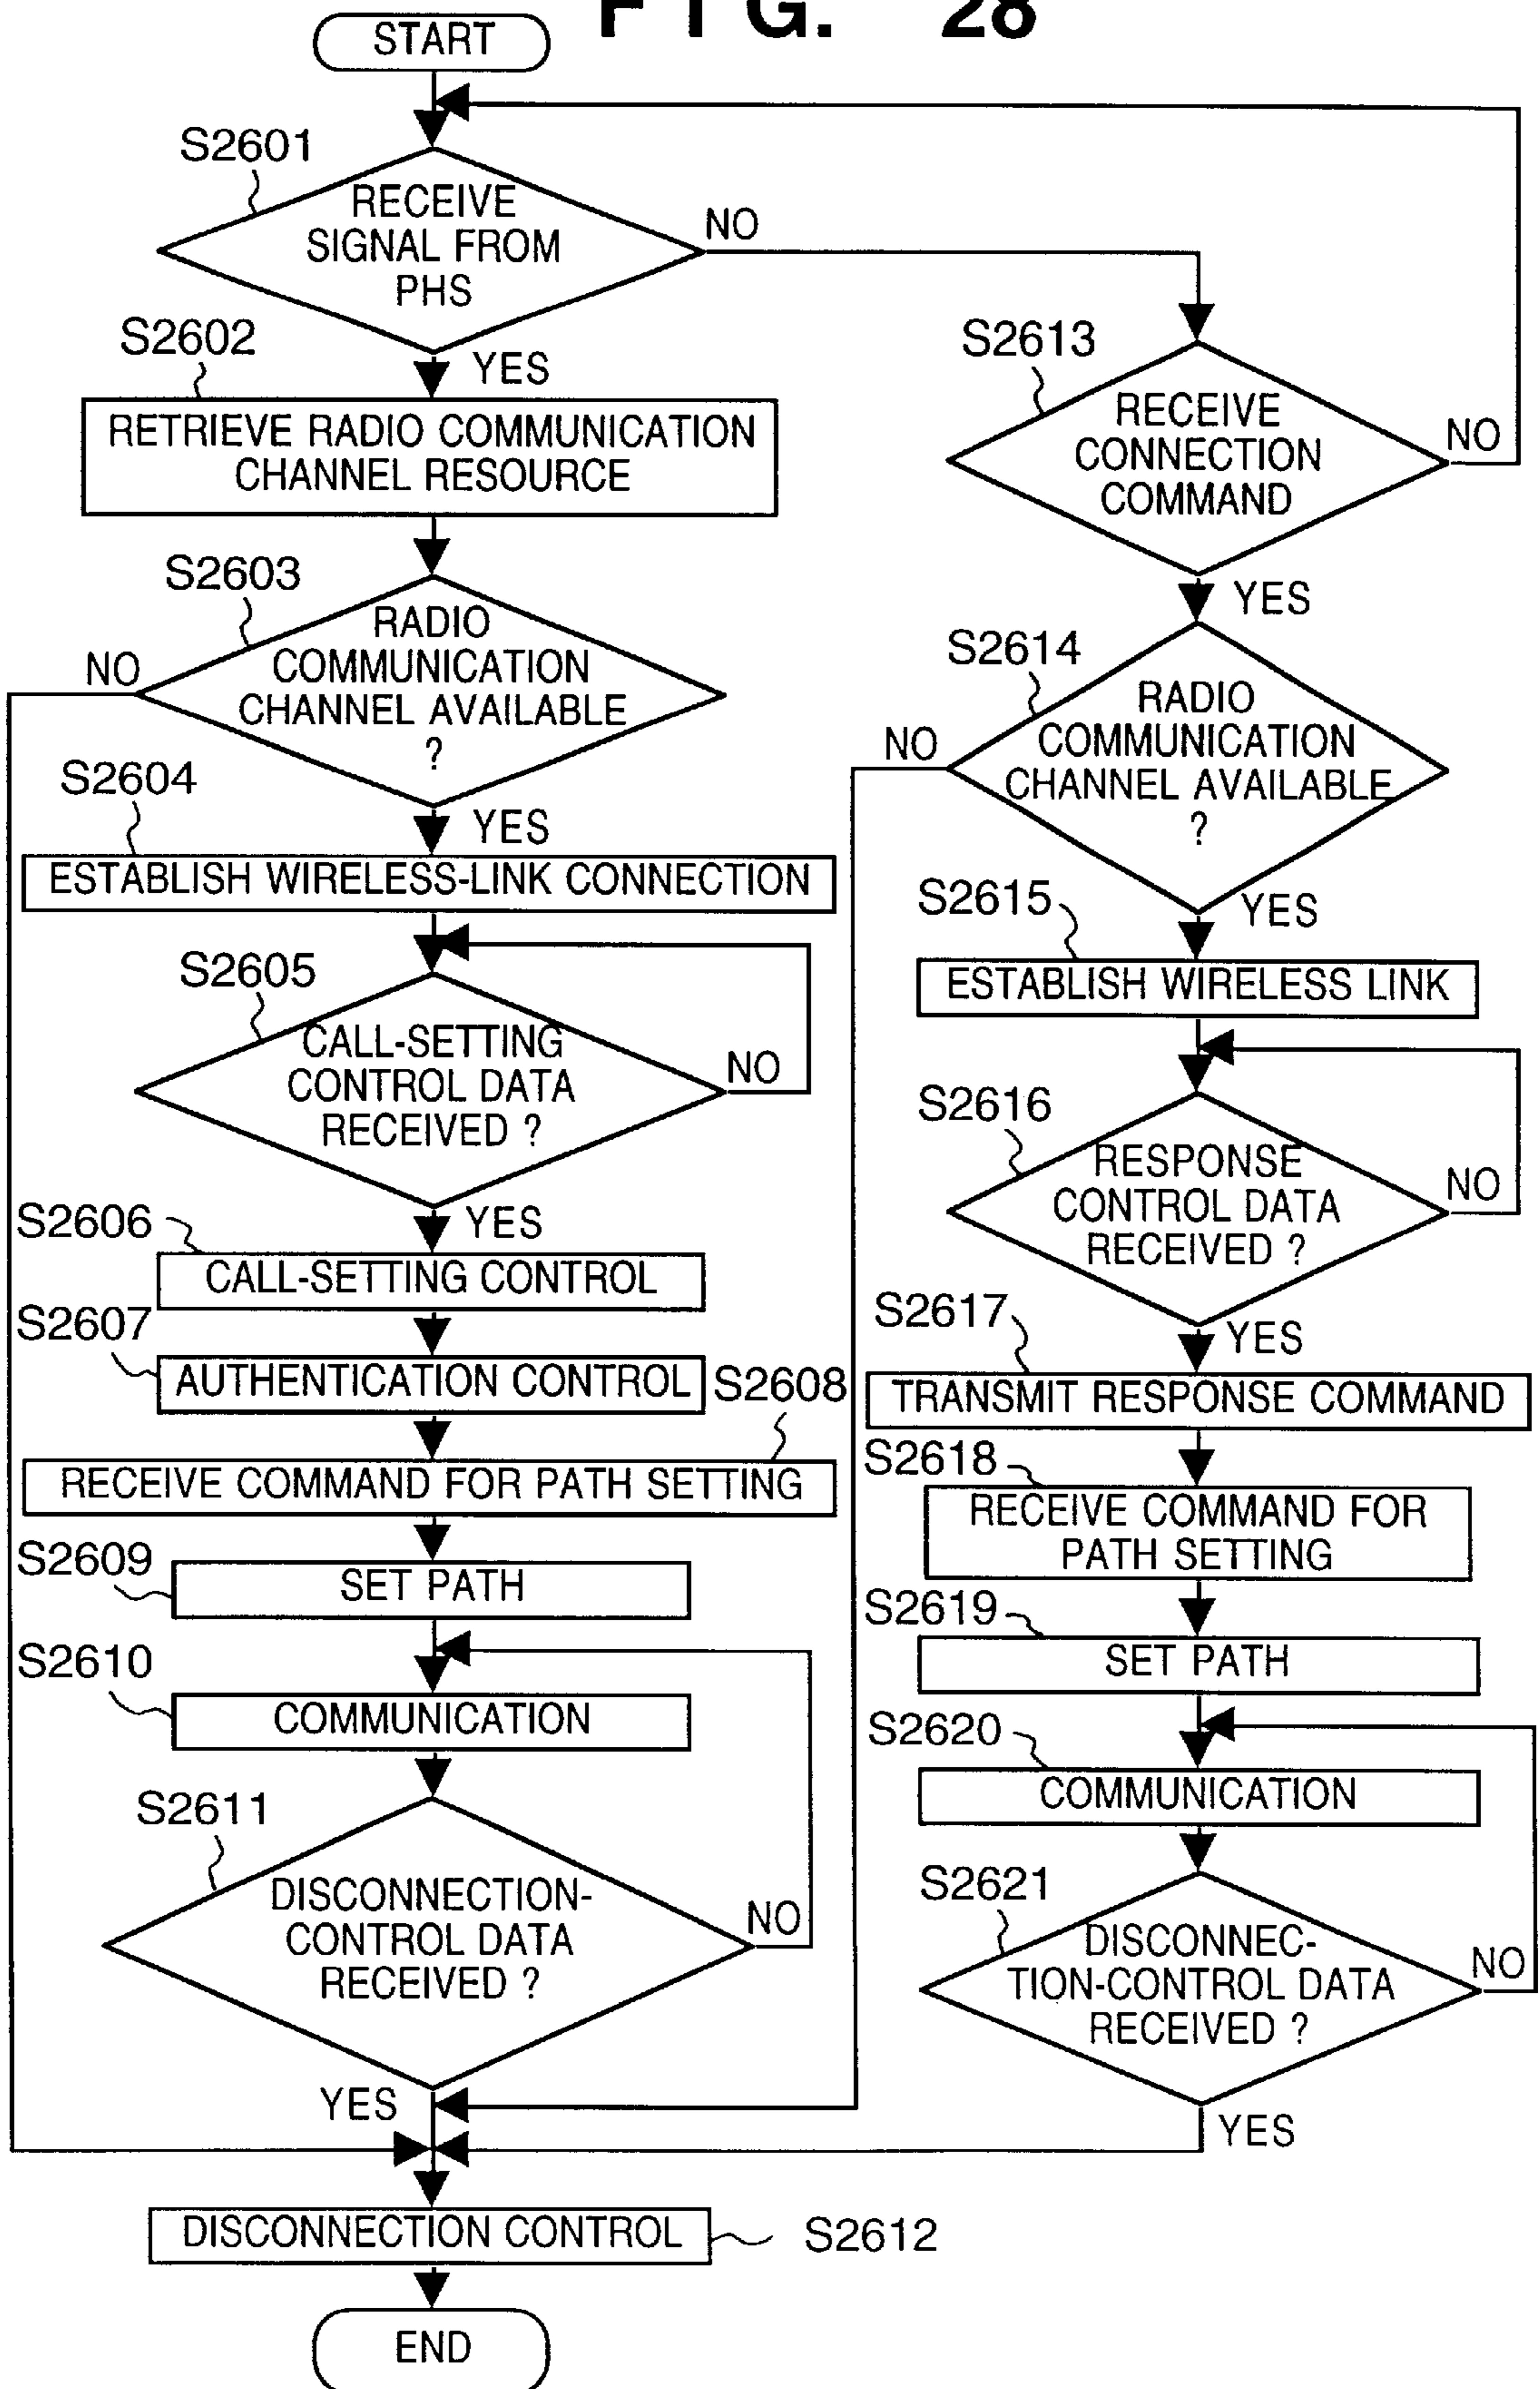 FIG. 28
START
S2601
RECEIVE
SIGNAL FROM
PHS
NO
YES
S2602
RETRIEVE RADIO COMMUNICATION
CHANNEL RESOURCE
S2603
RADIO
COMMUNICATION
CHANNEL AVAILABLE
?
NO
YES
S2604
ESTABLISH WIRELESS-LINK CONNECTION
S2605
CALL-SETTING
CONTROL DATA
RECEIVED ?
NO
YES
S2606
CALL-SETTING CONTROL
S2607
AUTHENTICATION CONTROL
S2608
RECEIVE COMMAND FOR PATH SETTING
S2609
SET PATH
S2610
COMMUNICATION
S2611
DISCONNECTION-
CONTROL DATA
RECEIVED ?
NO
YES
S2613
RECEIVE
CONNECTION
COMMAND
NO
YES
S2614
RADIO
COMMUNICATION
CHANNEL AVAILABLE
?
NO
YES
S2615
ESTABLISH WIRELESS LINK
S2616
RESPONSE
CONTROL DATA
RECEIVED ?
NO
YES
S2617
TRANSMIT RESPONSE COMMAND
S2618
RECEIVE COMMAND FOR
PATH SETTING
S2619
SET PATH
S2620
COMMUNICATION
S2621
DISCONNEC-
TION-CONTROL DATA
RECEIVED ?
NO
YES
DISCONNECTION CONTROL
S2612
END